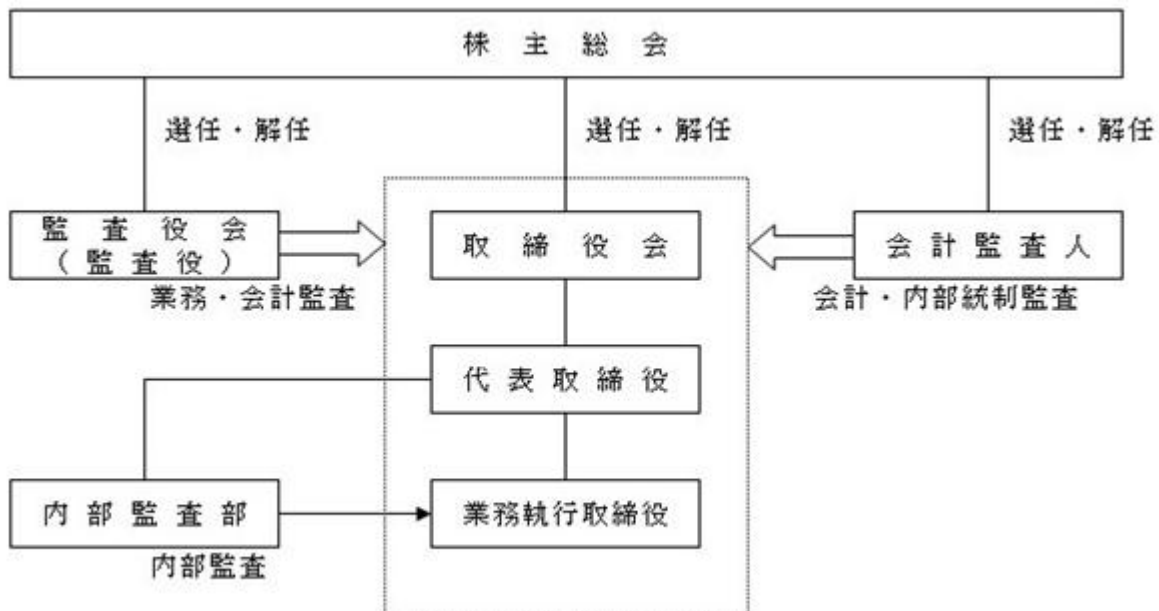 株主総会
選任・解任
選任・解任
選任・解任
監査役会
（監査役）
取締役会
会計監査人
業務・会計監査
会計・内部統制監査
代表取締役
内部監査部
業務執行取締役
内部監査